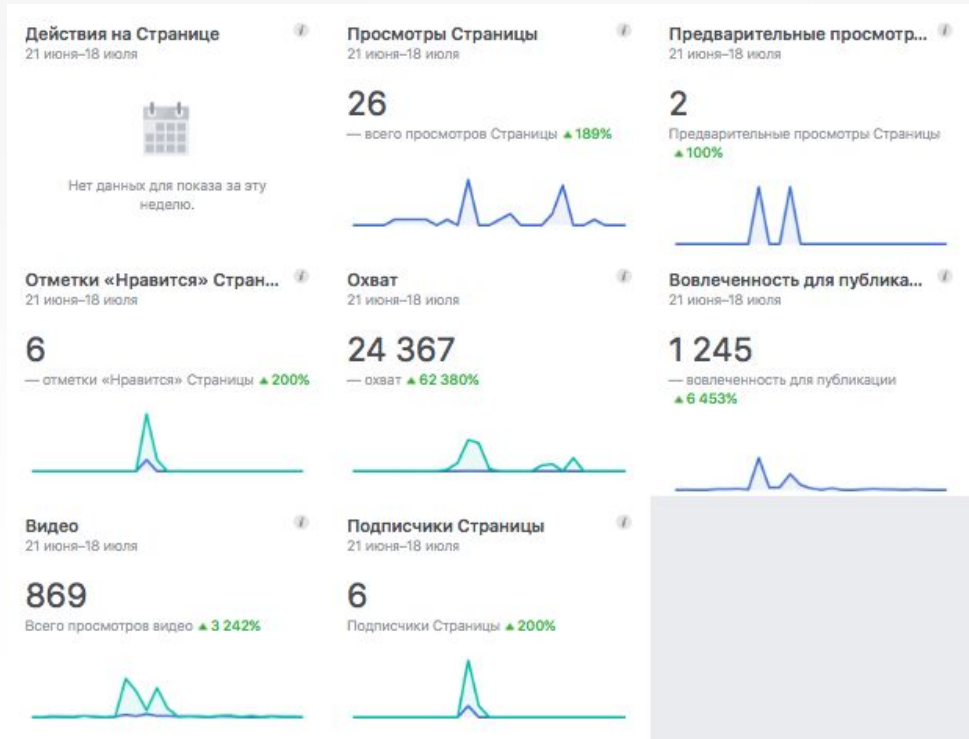 Действия на Странице
21 июня–18 июля
Нет данных для показа за эту
неделю.
Просмотры Страницы
21 июня–18 июля
26
— всего просмотров Страницы ▲ 189%
Предварительные просмотр...
21 июня–18 июля
2
Предварительные просмотры Страницы
▲ 100%
Отметки «Нравится» Стран...
21 июня–18 июля
6
— отметки «Нравится» Страницы ▲ 200%
Охват
21 июня–18 июля
24 367
— охват ▲ 62 380%
Вовлеченность для публика...
21 июня–18 июля
1 245
— вовлеченность для публикации
▲ 6 453%
Видео
21 июня–18 июля
869
Всего просмотров видео ▲ 3 242%
Подписчики Страницы
21 июня–18 июля
6
Подписчики Страницы ▲ 200%